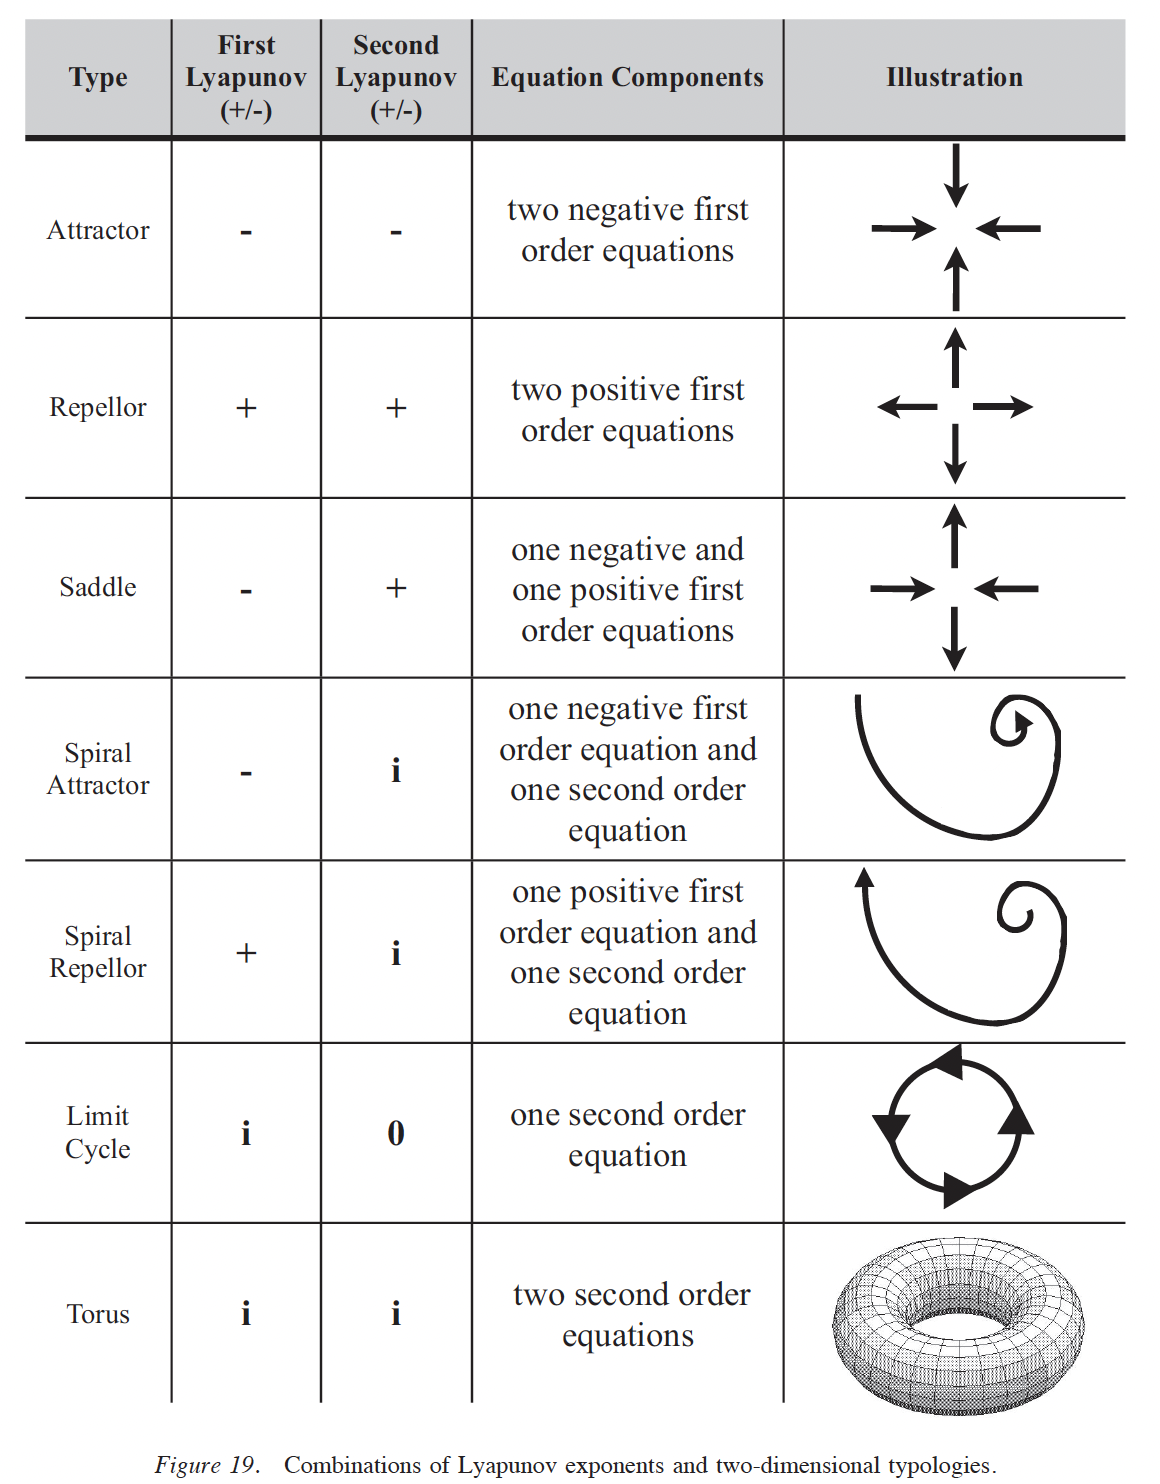 Type
First
Lyapunov
(+/-)
Second
Lyapunov
(+/-)
Equation Components
Illustration
Attractor
-
-
two negative first
order equations
Repellor
+
+
two positive first
order equations
Saddle
-
+
one negative and
one positive first
order equations
Spiral
Attractor
-
i
one negative first
order equation and
one second order
equation
Spiral
Repellor
+
i
one positive first
order equation and
one second order
equation
Limit
Cycle
i
0
one second order
equation
Torus
i
i
two second order
equations
Figure 19. Combinations of Lyapunov exponents and two-dimensional typologies.